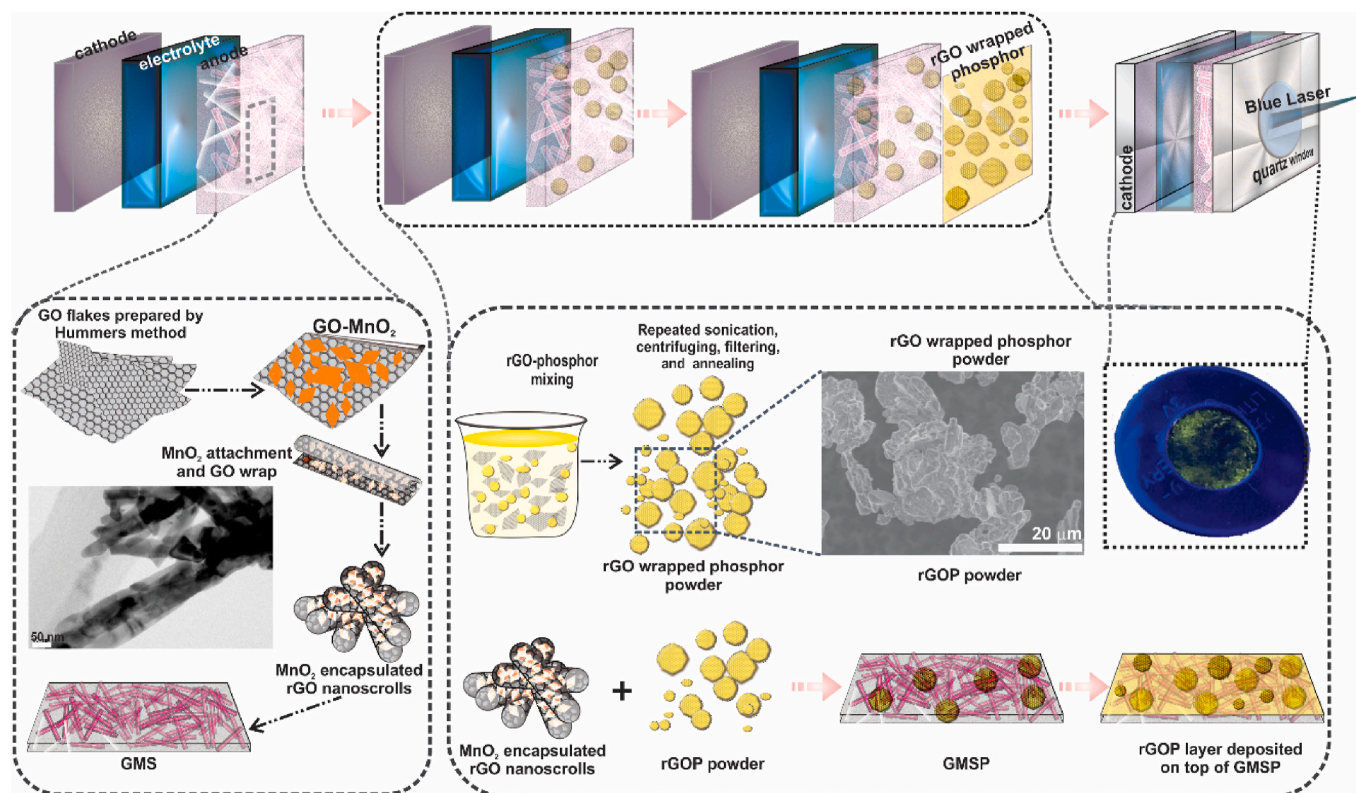 cathode
electrolyte
anode
rGO wrapped
phosphor
Blue Laser
quartz window
cathode
GO flakes prepared by
Hummers method
GO-MnO₂
MnO₂ attachment
and GO wrap
50 nm
MnO₂ encapsulated
rGO nanoscrolls
GMS
rGO-phosphor
mixing
Repeated sonication,
centrifuging, filtering,
and annealing
rGO wrapped phosphor
powder
rGO wrapped phosphor
powder
20 μm
rGOP powder
MnO₂ encapsulated
rGO nanoscrolls
+
rGOP powder
GMSP
rGOP layer deposited
on top of GMSP